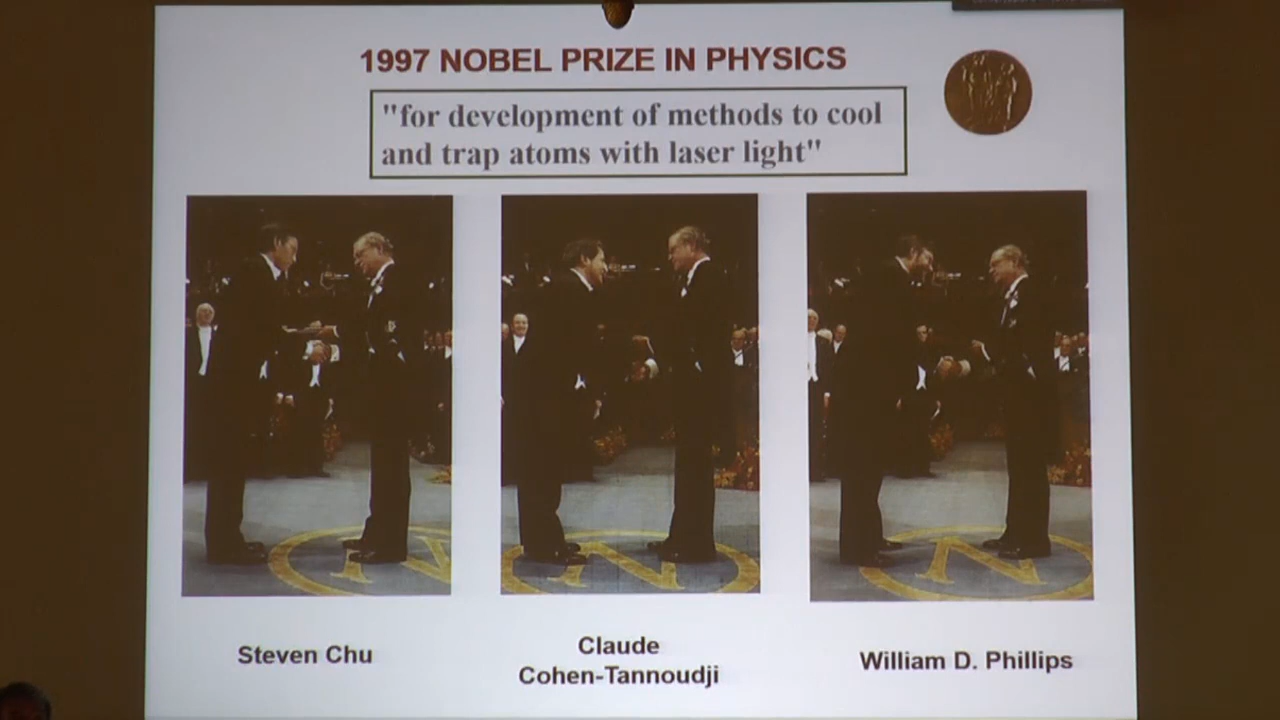 1997 NOBEL PRIZE IN PHYSICS
"for development of methods to cool
and trap atoms with laser light"
N
N
N
Steven Chu
Claude
Cohen-Tannoudji
William D. Phillips